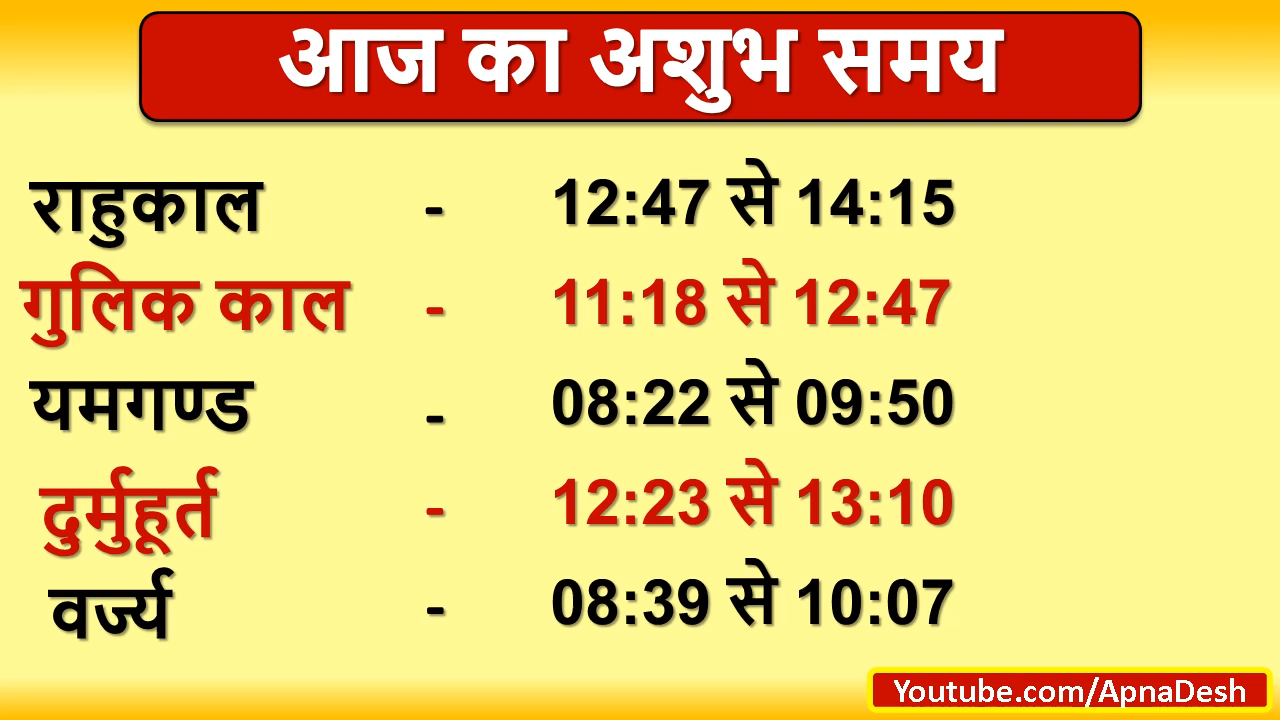 आज का अशुभ समय
राहुकाल - 12:47 से 14:15
गुलिक काल - 11:18 से 12:47
यमगण्ड - 08:22 से 09:50
दुर्मुहूर्त - 12:23 से 13:10
वर्ज्य - 08:39 से 10:07
Youtube.com/ApnaDesh